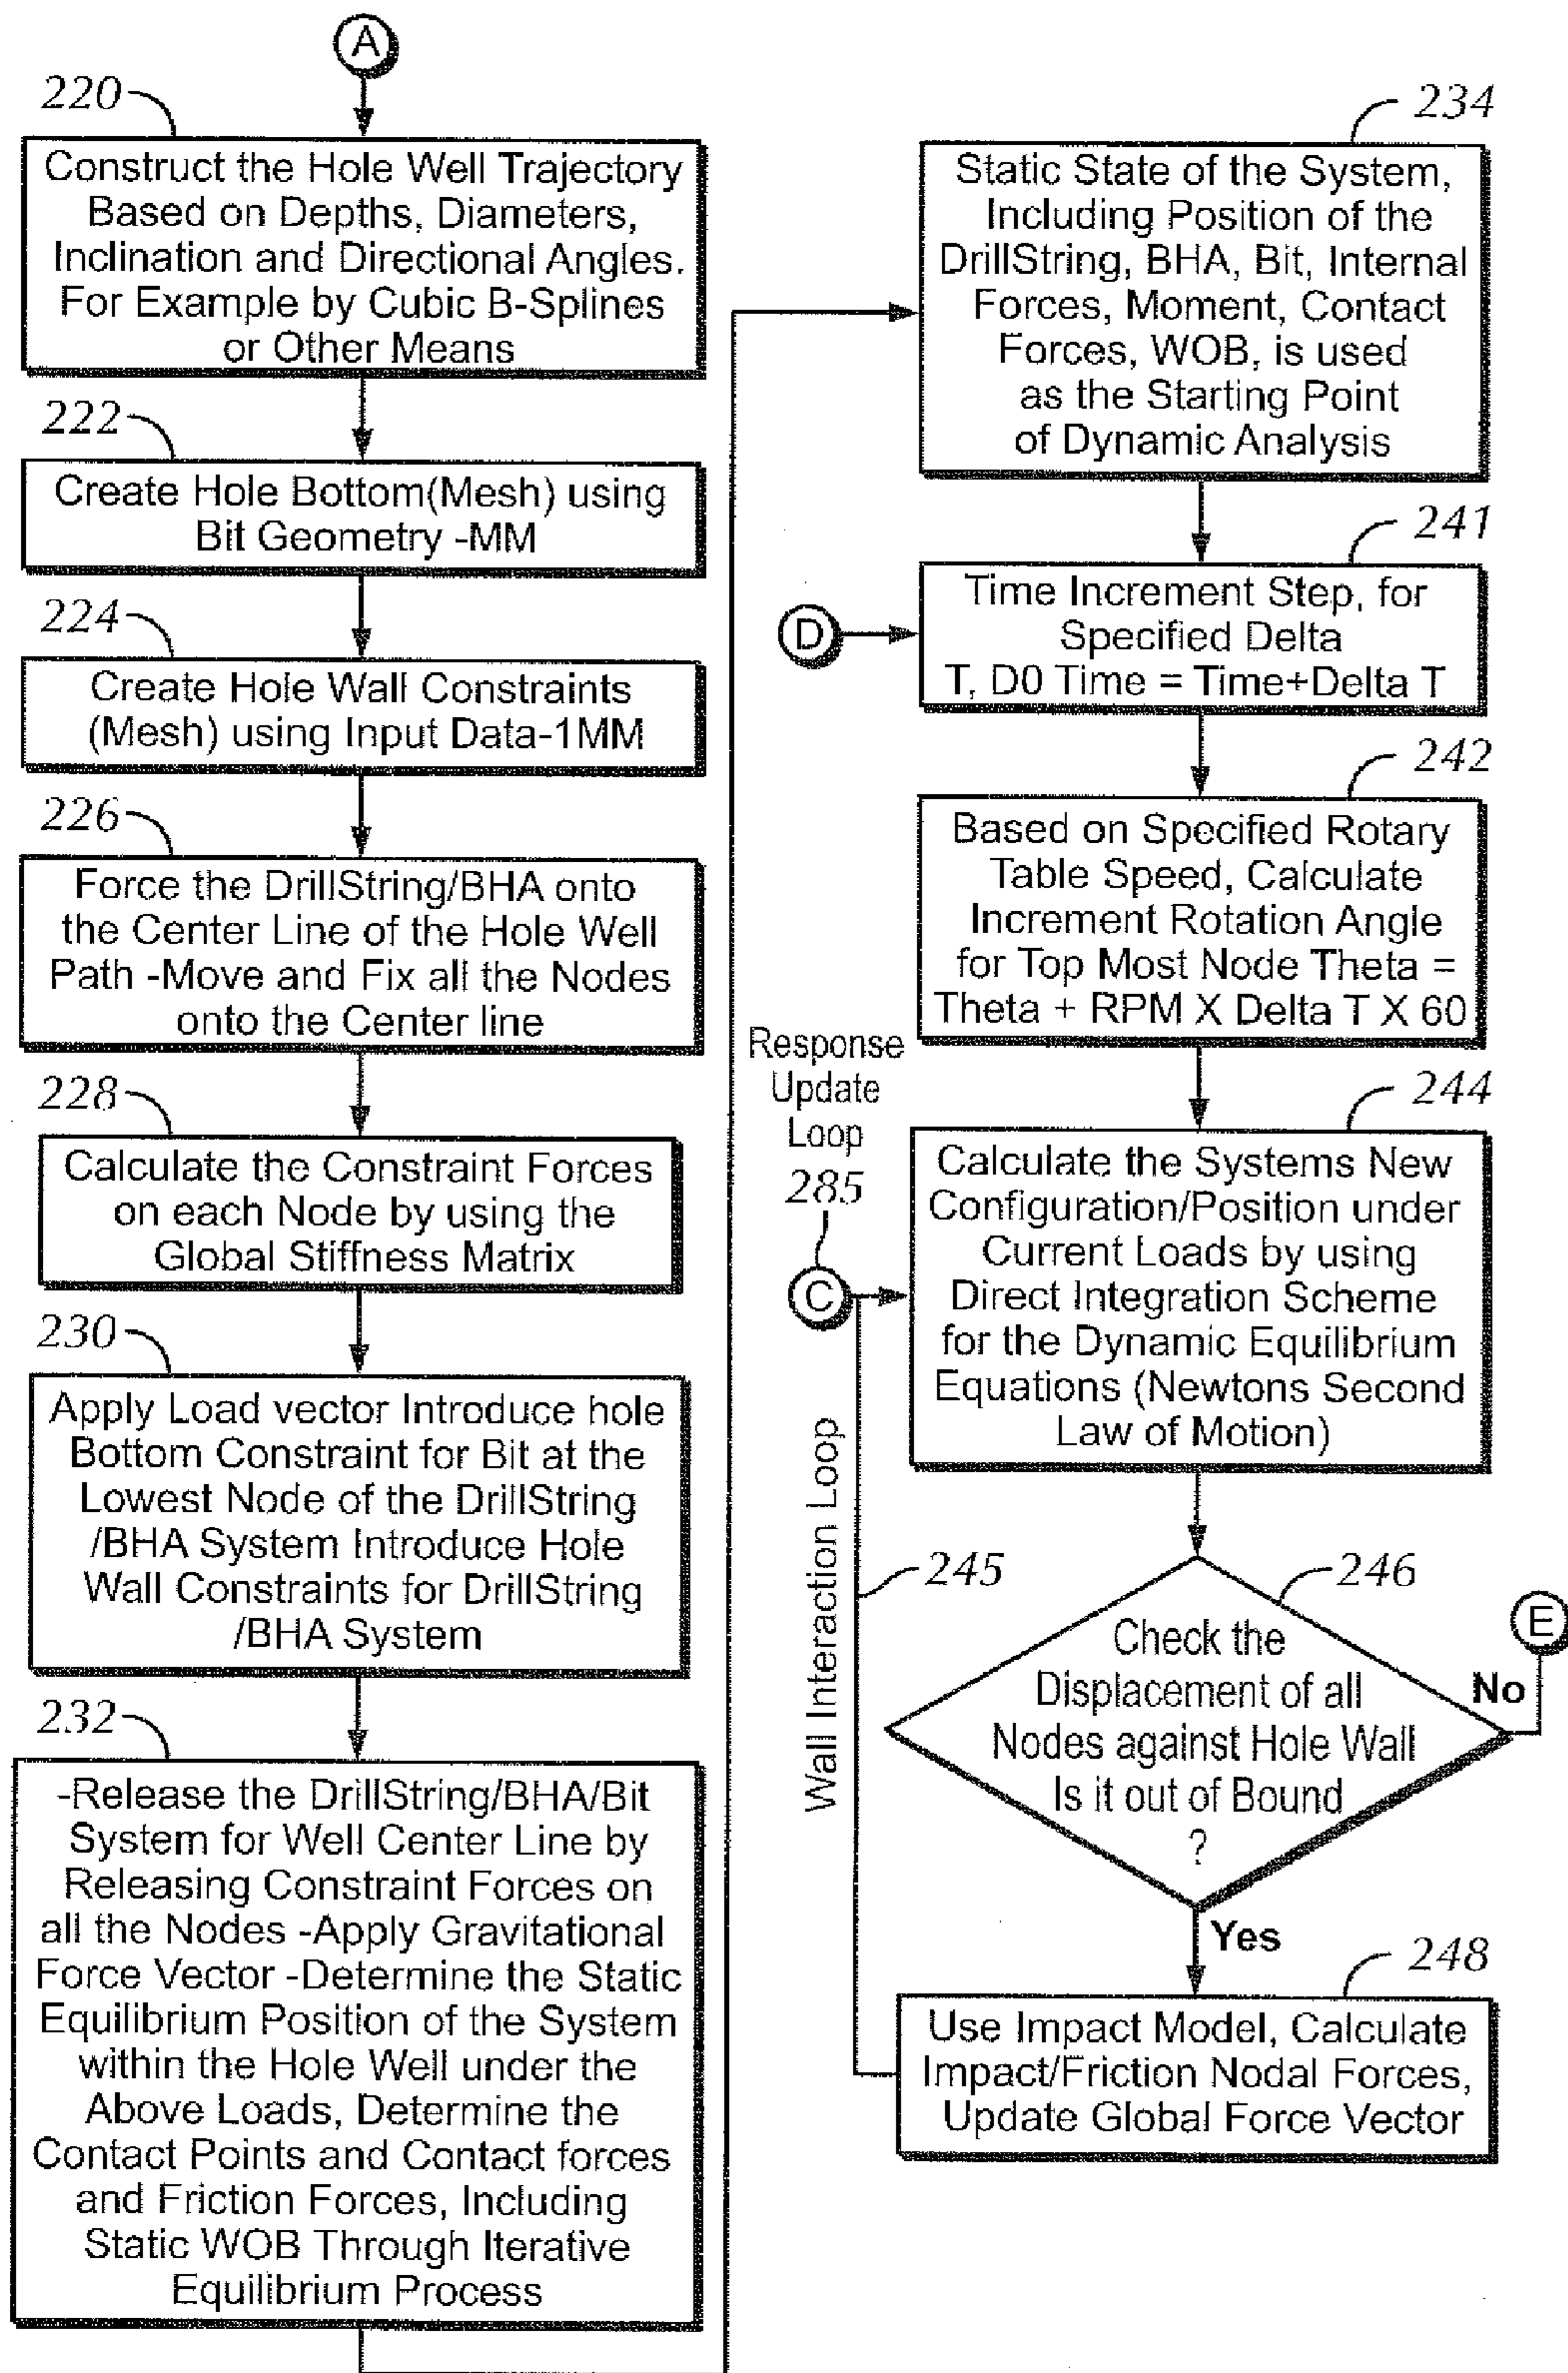 A
220
Construct the Hole Well Trajectory
Based on Depths, Diameters,
Inclination and Directional Angles.
For Example by Cubic B-Splines
or Other Means
222
Create Hole Bottom(Mesh) using
Bit Geometry -MM
224
Create Hole Wall Constraints
(Mesh) using Input Data-1MM
226
Force the DrillString/BHA onto
the Center Line of the Hole Well
Path -Move and Fix all the Nodes
onto the Center line
228
Calculate the Constraint Forces
on each Node by using the
Global Stiffness Matrix
230
Apply Load vector Introduce hole
Bottom Constraint for Bit at the
Lowest Node of the DrillString
/BHA System Introduce Hole
Wall Constraints for DrillString
/BHA System
232
-Release the DrillString/BHA/Bit
System for Well Center Line by
Releasing Constraint Forces on
all the Nodes -Apply Gravitational
Force Vector -Determine the Static
Equilibrium Position of the System
within the Hole Well under the
Above Loads, Determine the
Contact Points and Contact forces
and Friction Forces, Including
Static WOB Through Iterative
Equilibrium Process
234
Static State of the System,
Including Position of the
DrillString, BHA, Bit, Internal
Forces, Moment, Contact
Forces, WOB, is used
as the Starting Point
of Dynamic Analysis
241
Time Increment Step, for
Specified Delta
T, D0 Time = Time+Delta T
D
242
Based on Specified Rotary
Table Speed, Calculate
Increment Rotation Angle
for Top Most Node Theta =
Theta + RPM X Delta T X 60
Response
Update
Loop
285
C
244
Calculate the Systems New
Configuration/Position under
Current Loads by using
Direct Integration Scheme
for the Dynamic Equilibrium
Equations (Newtons Second
Law of Motion)
Wall Interaction Loop
245
246
Check the
Displacement of all
Nodes against Hole Wall
Is it out of Bound
?
No
E
Yes
248
Use Impact Model, Calculate
Impact/Friction Nodal Forces,
Update Global Force Vector